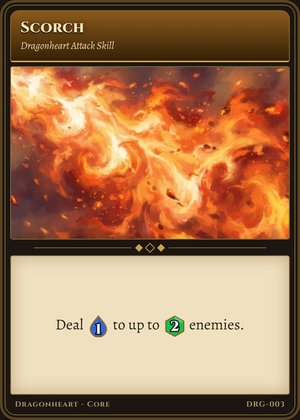 Scorch
Dragonheart Attack Skill
Deal 1 to up to 2 enemies.
Dragonheart - Core
DRG-003